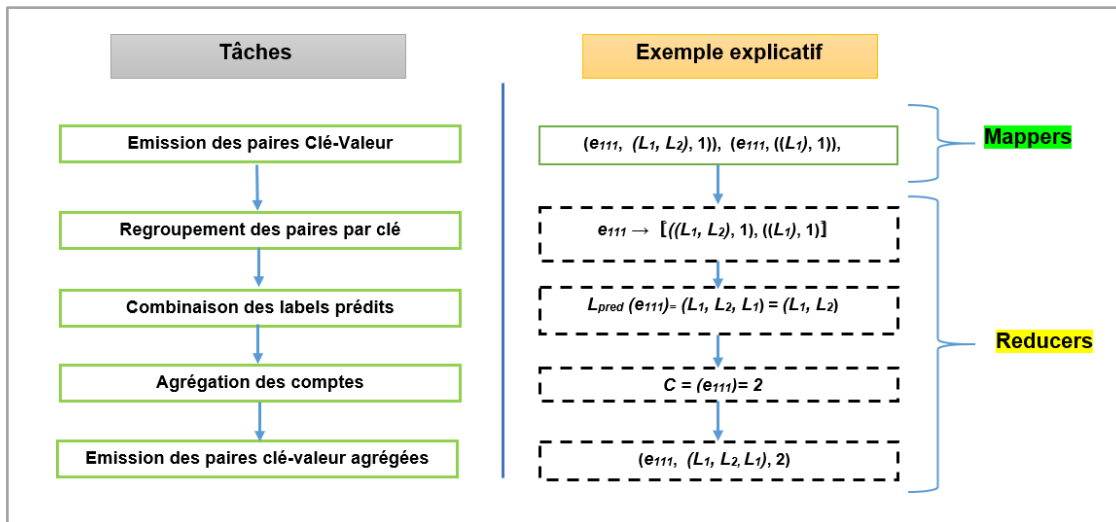 Tâches
Exemple explicatif
Emission des paires Clé-Valeur
(e111, (L1, L2), 1)), (e111, ((L1), 1)),
Mappers
Regroupement des paires par clé
e111 → [((L1, L2), 1), ((L1), 1)]
Combinaison des labels prédits
Lpred (e111)= (L1, L2, L1) = (L1, L2)
Reducers
Agrégation des comptes
C = (e111)= 2
Emission des paires clé-valeur agrégées
(e111, (L1, L2, L1), 2)